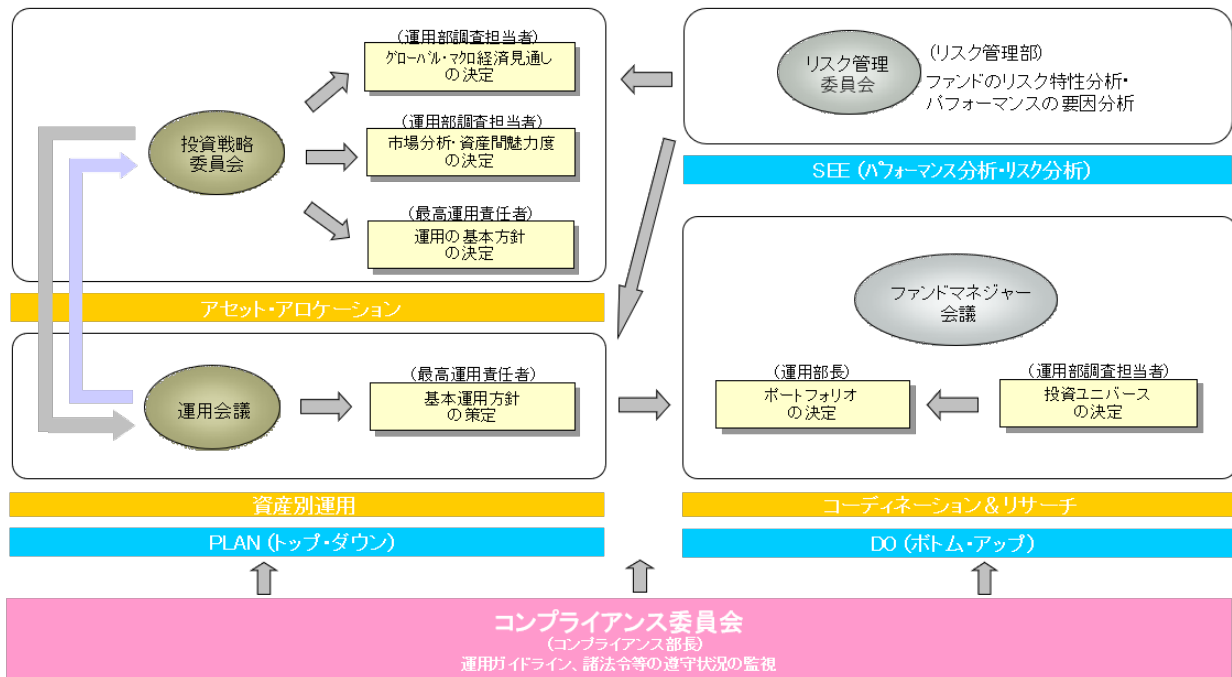 (運用部調査担当者)
グローバル・マクロ経済見通し
の決定
投資戦略
委員会
(運用部調査担当者)
市場分析・資産間魅力度
の決定
(最高運用責任者)
運用の基本方針
の決定
アセット・アロケーション
運用会議
(最高運用責任者)
基本運用方針
の策定
資産別運用
PLAN (トップ・ダウン)
リスク管理
委員会
(リスク管理部)
ファンドのリスク特性分析・
パフォーマンスの要因分析
SEE (パフォーマンス分析・リスク分析)
ファンドマネジャー
会議
(運用部長)
ポートフォリオ
の決定
(運用部調査担当者)
投資ユニバース
の決定
コーディネーション&リサーチ
DO (ボトム・アップ)
コンプライアンス委員会
(コンプライアンス部長)
運用ガイドライン、諸法令等の遵守状況の監視